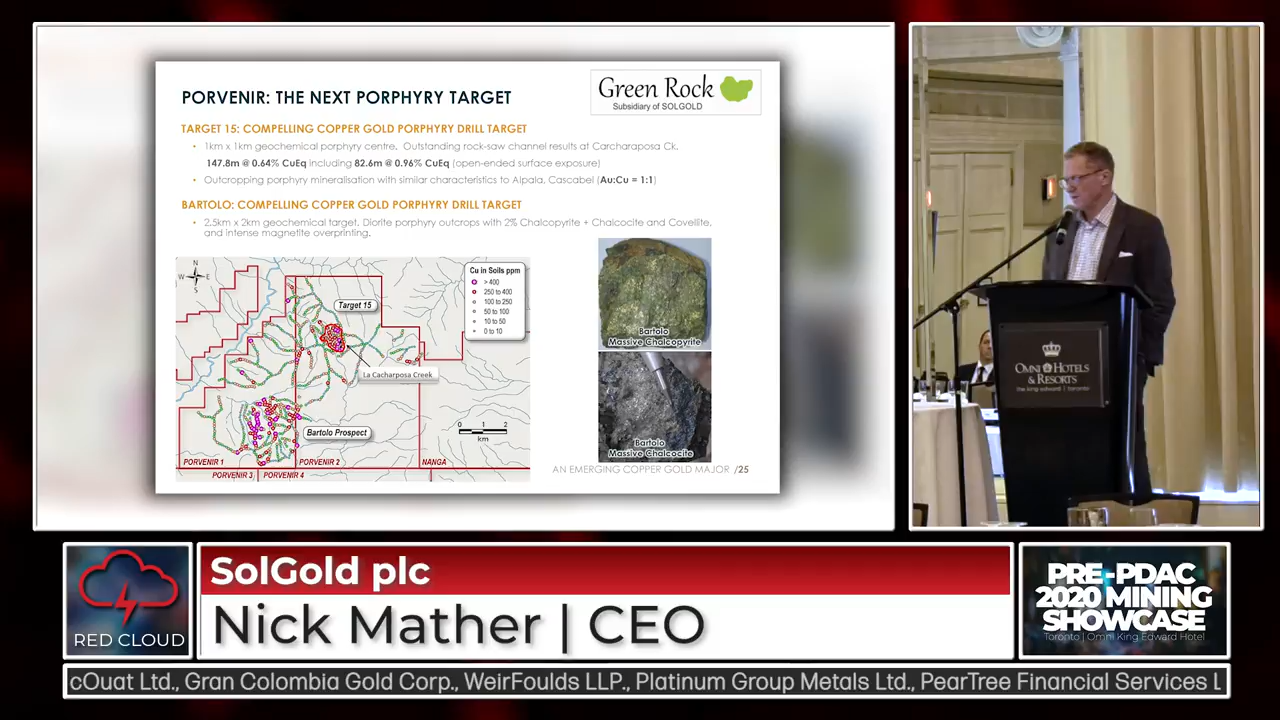 PORVENIR: THE NEXT PORPHYRY TARGET
Green Rock
Subsidiary of SOLGOLD
TARGET 15: COMPELLING COPPER GOLD PORPHYRY DRILL TARGET
• 1km x 1km geochemical porphyry centre. Outstanding rock-saw channel results at Carcharaposa Ck.
147.8m @ 0.64% CuEq including 82.6m @ 0.96% CuEq (open-ended surface exposure)
• Outcropping porphyry mineralisation with similar characteristics to Alpala, Cascabel (Au:Cu = 1:1)
BARTOLO: COMPELLING COPPER GOLD PORPHYRY DRILL TARGET
• 2.5km x 2km geochemical target. Diorite porphyry outcrops with 2% Chalcopyrite + Chalcocite and Covellite,
and intense magnetite overprinting.
N
W E
S
Cu in Soils ppm
> 400
250 to 400
100 to 250
50 to 100
10 to 50
0 to 10
Target 15
La Cacharposa Creek
Bartolo Prospect
0 1 2
km
PORVENIR 1
PORVENIR 2
NANGA
PORVENIR 3
PORVENIR 4
Bartolo
Massive Chalcopyrite
Bartolo
Massive Chalcocite
AN EMERGING COPPER GOLD MAJOR /25
OMNI HOTELS
& RESORTS
the king edward | toronto
RED CLOUD
SolGold plc
Nick Mather | CEO
PRE-PDAC
2020 MINING
SHOWCASE
Toronto | Omni King Edward Hotel
cOuat Ltd., Gran Colombia Gold Corp., WeirFoulds LLP., Platinum Group Metals Ltd., PearTree Financial Services L